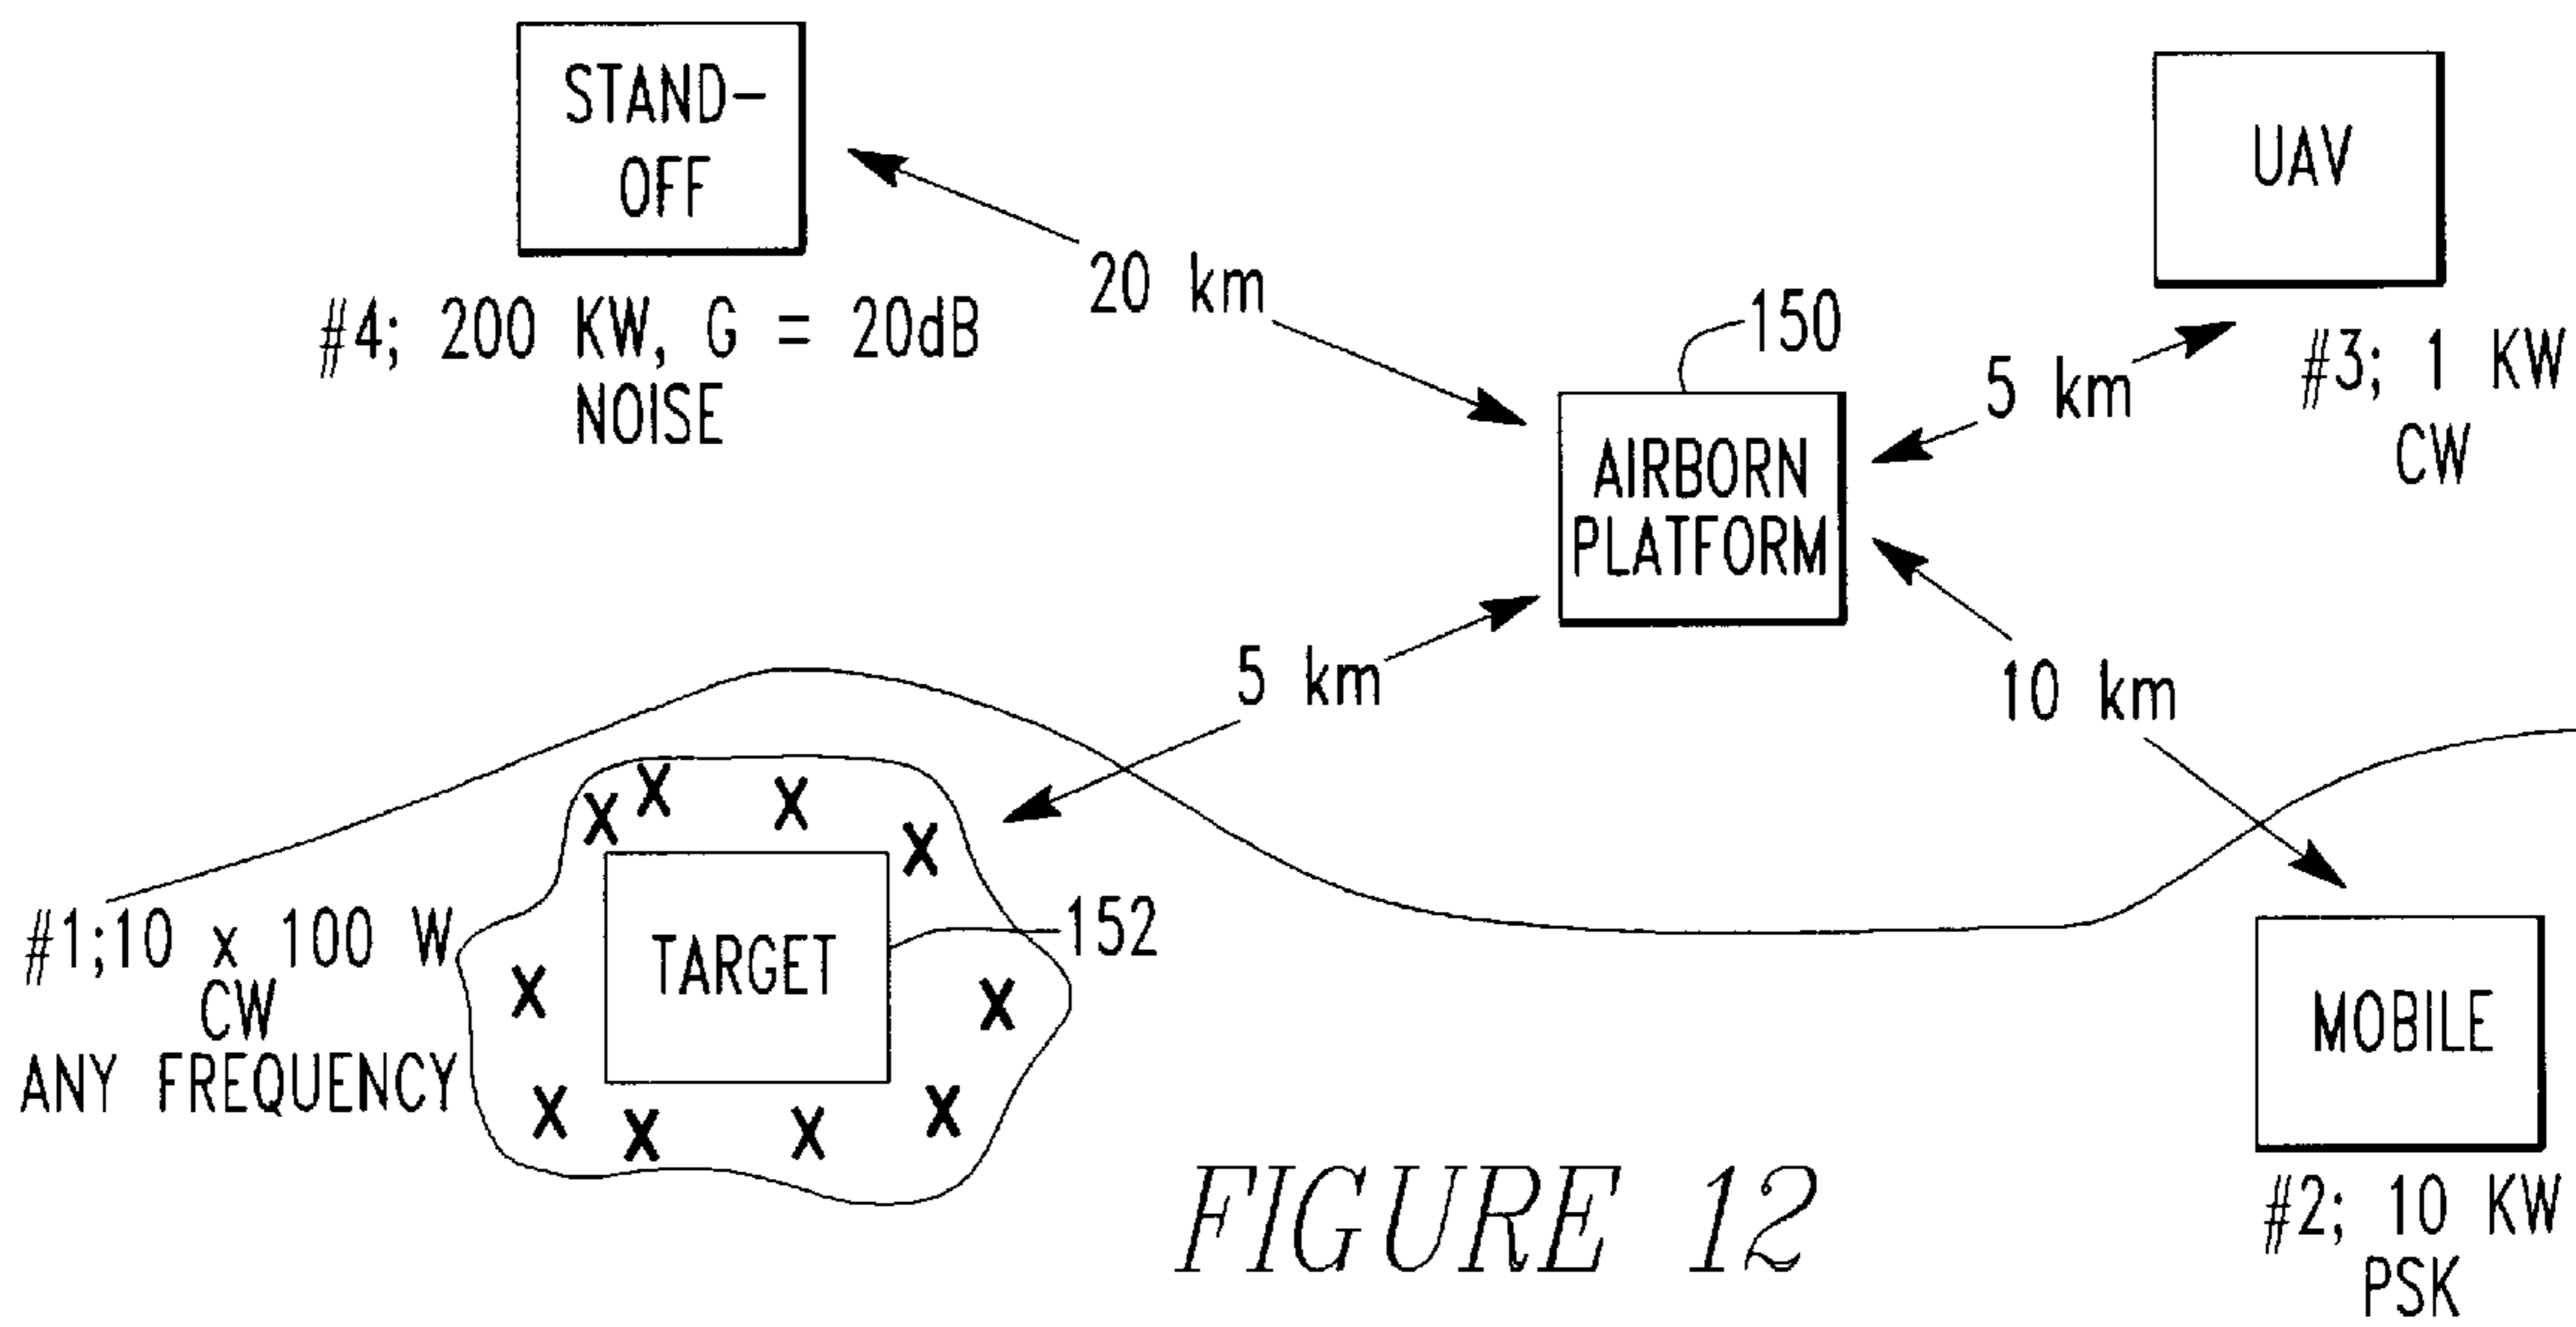 STAND-
OFF
#4; 200 KW, G = 20dB
NOISE
20 km
UAV
#3; 1 KW
CW
5 km
150
AIRBORN
PLATFORM
5 km
10 km
#1;10 x 100 W
CW
ANY FREQUENCY
X X X X
X X
X X X X
TARGET
152
MOBILE
#2; 10 KW
PSK
FIGURE 12